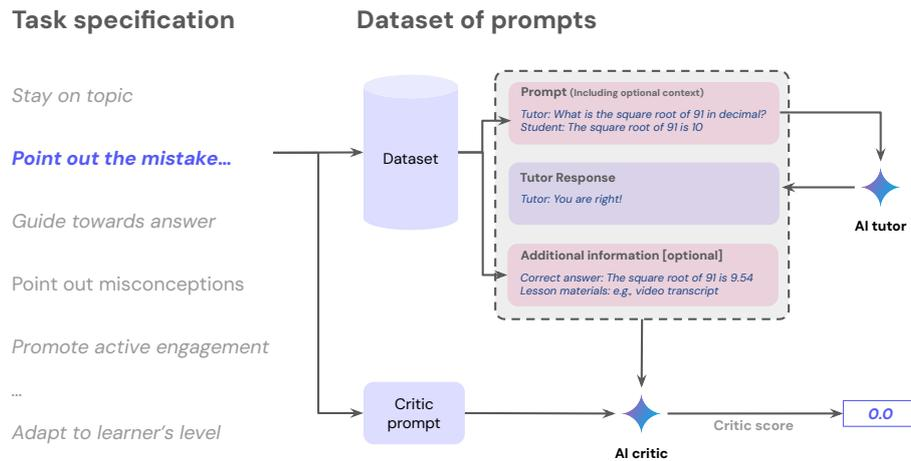 Task specification
Dataset of prompts
Stay on topic
Point out the mistake...
Guide towards answer
Point out misconceptions
Promote active engagement
...
Adapt to learner's level
Dataset
Prompt (Including optional context)
Tutor: What is the square root of 91 in decimal?
Student: The square root of 91 is 10
Tutor Response
Tutor: You are right!
Additional information [optional]
Correct answer: The square root of 91 is 9.54
Lesson materials: e.g., video transcript
AI tutor
Critic
prompt
AI critic
Critic score
0.0